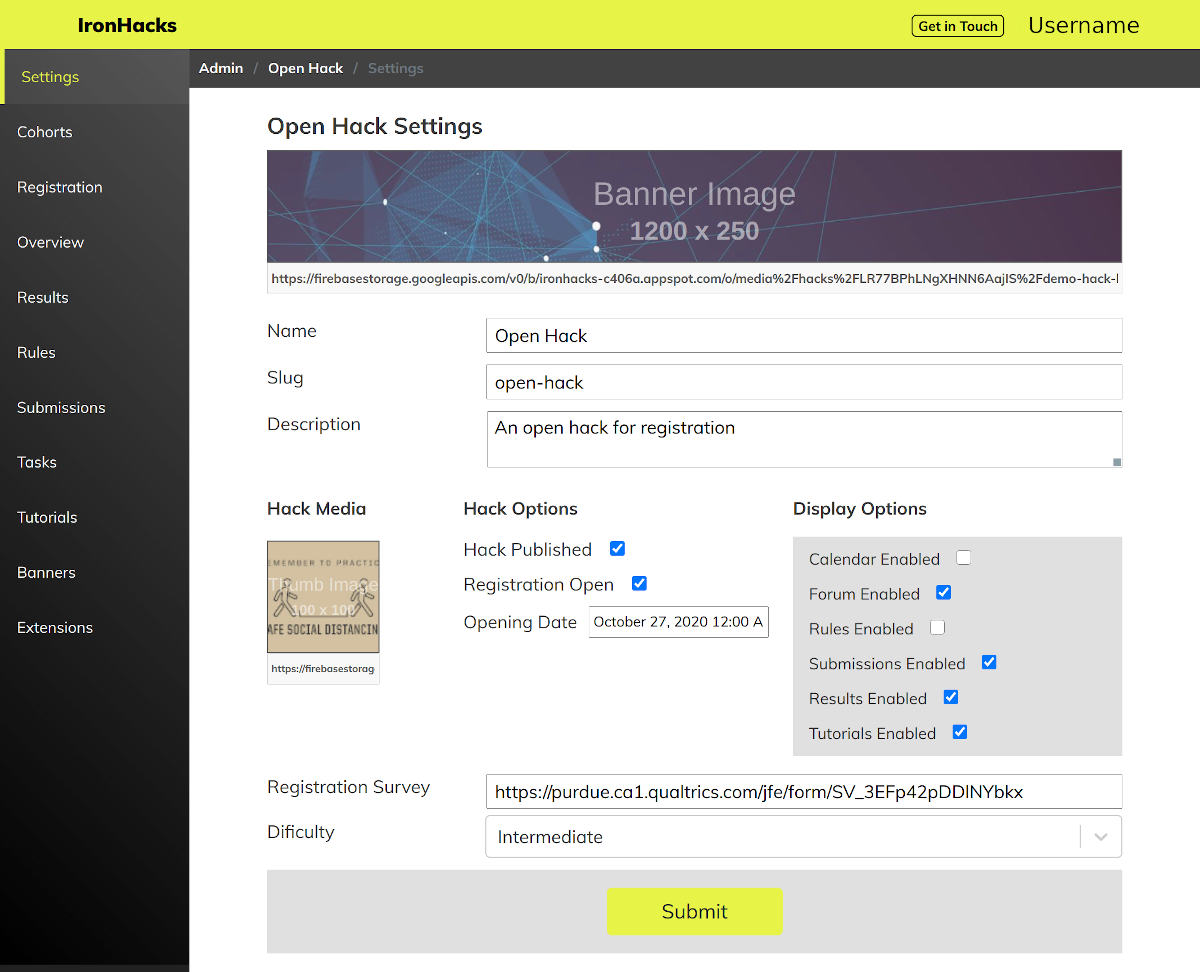 IronHacks
Get in Touch
Username
Settings
Cohorts
Registration
Overview
Results
Rules
Submissions
Tasks
Tutorials
Banners
Extensions
Admin / Open Hack / Settings
Open Hack Settings
Banner Image
1200 x 250
https://firebasestorage.googleapis.com/v0/b/ironhacks-c406a.appspot.com/o/media%2Fhacks%2FLR77BPhLNgXHNN6AajIS%2Fdemo-hack-
Name
Open Hack
Slug
open-hack
Description
An open hack for registration
Hack Media
EMEMBER TO PRACTIC
Thumb Image
100 x 100
AFE SOCIAL DISTANCIN
https://firebasestorag
Hack Options
Hack Published
Registration Open
Opening Date October 27, 2020 12:00 A
Display Options
Calendar Enabled
Forum Enabled
Rules Enabled
Submissions Enabled
Results Enabled
Tutorials Enabled
Registration Survey
https://purdue.ca1.qualtrics.com/jfe/form/SV_3EFp42pDDlNYbkx
Dificulty
Intermediate
Submit